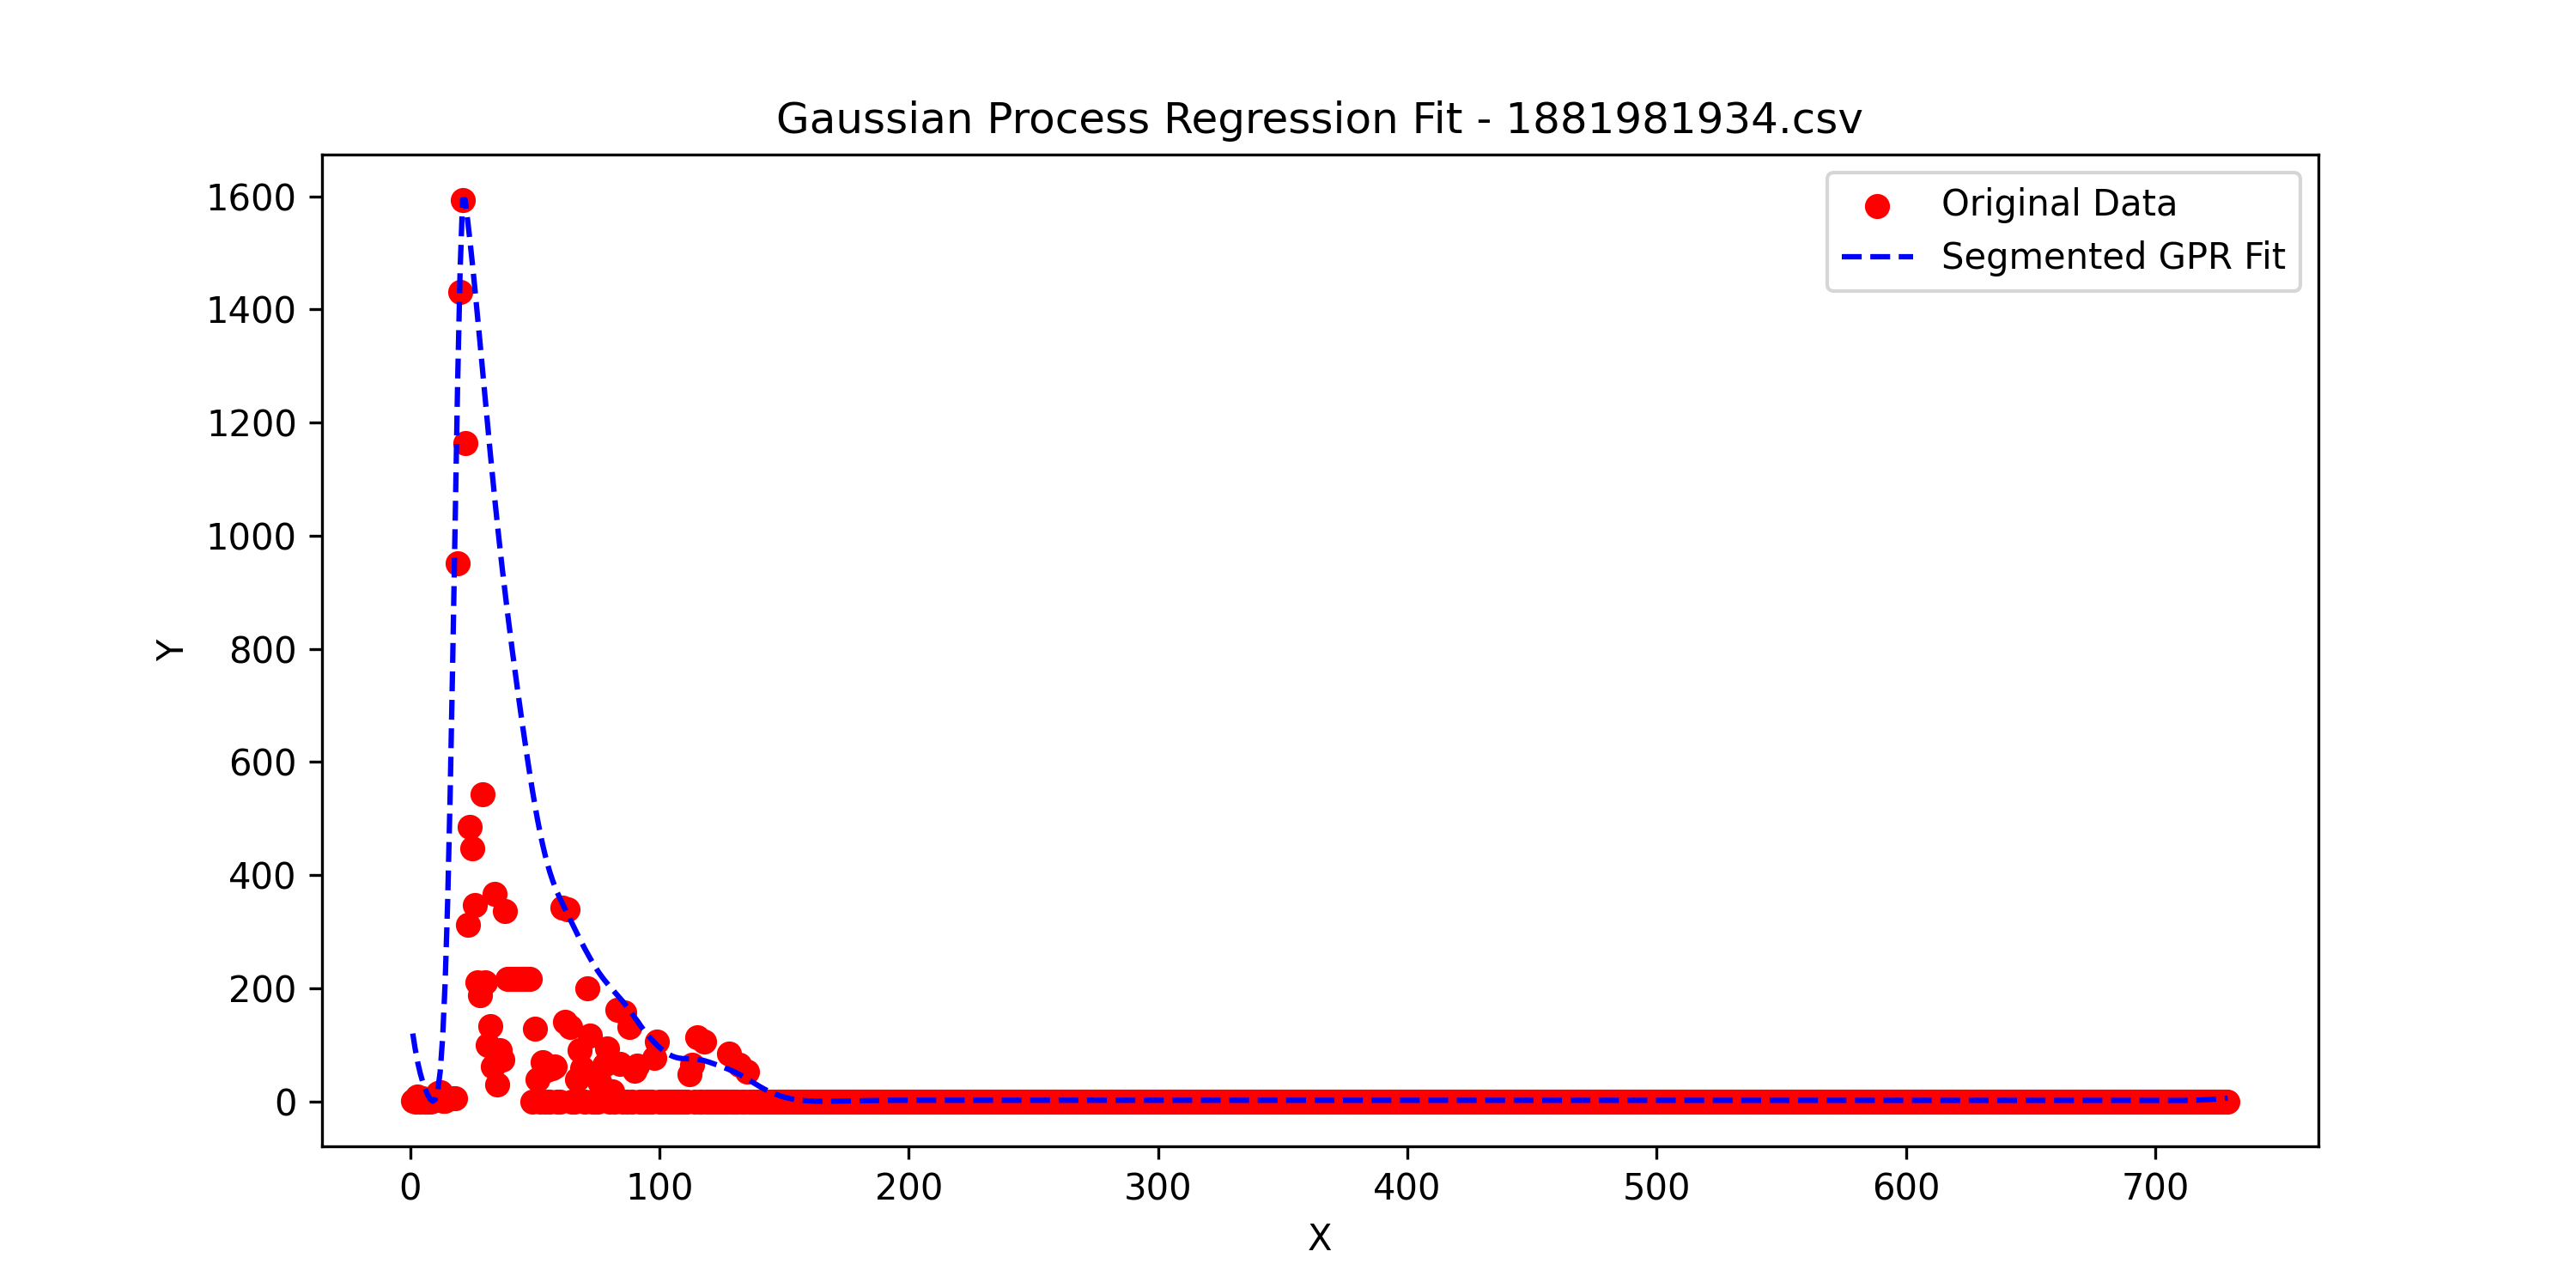 Gaussian Process Regression Fit - 1881981934.csv
Original Data
Segmented GPR Fit
1600
1400
1200
1000
800
600
400
200
0
Y
0 100 200 300 400 500 600 700
X